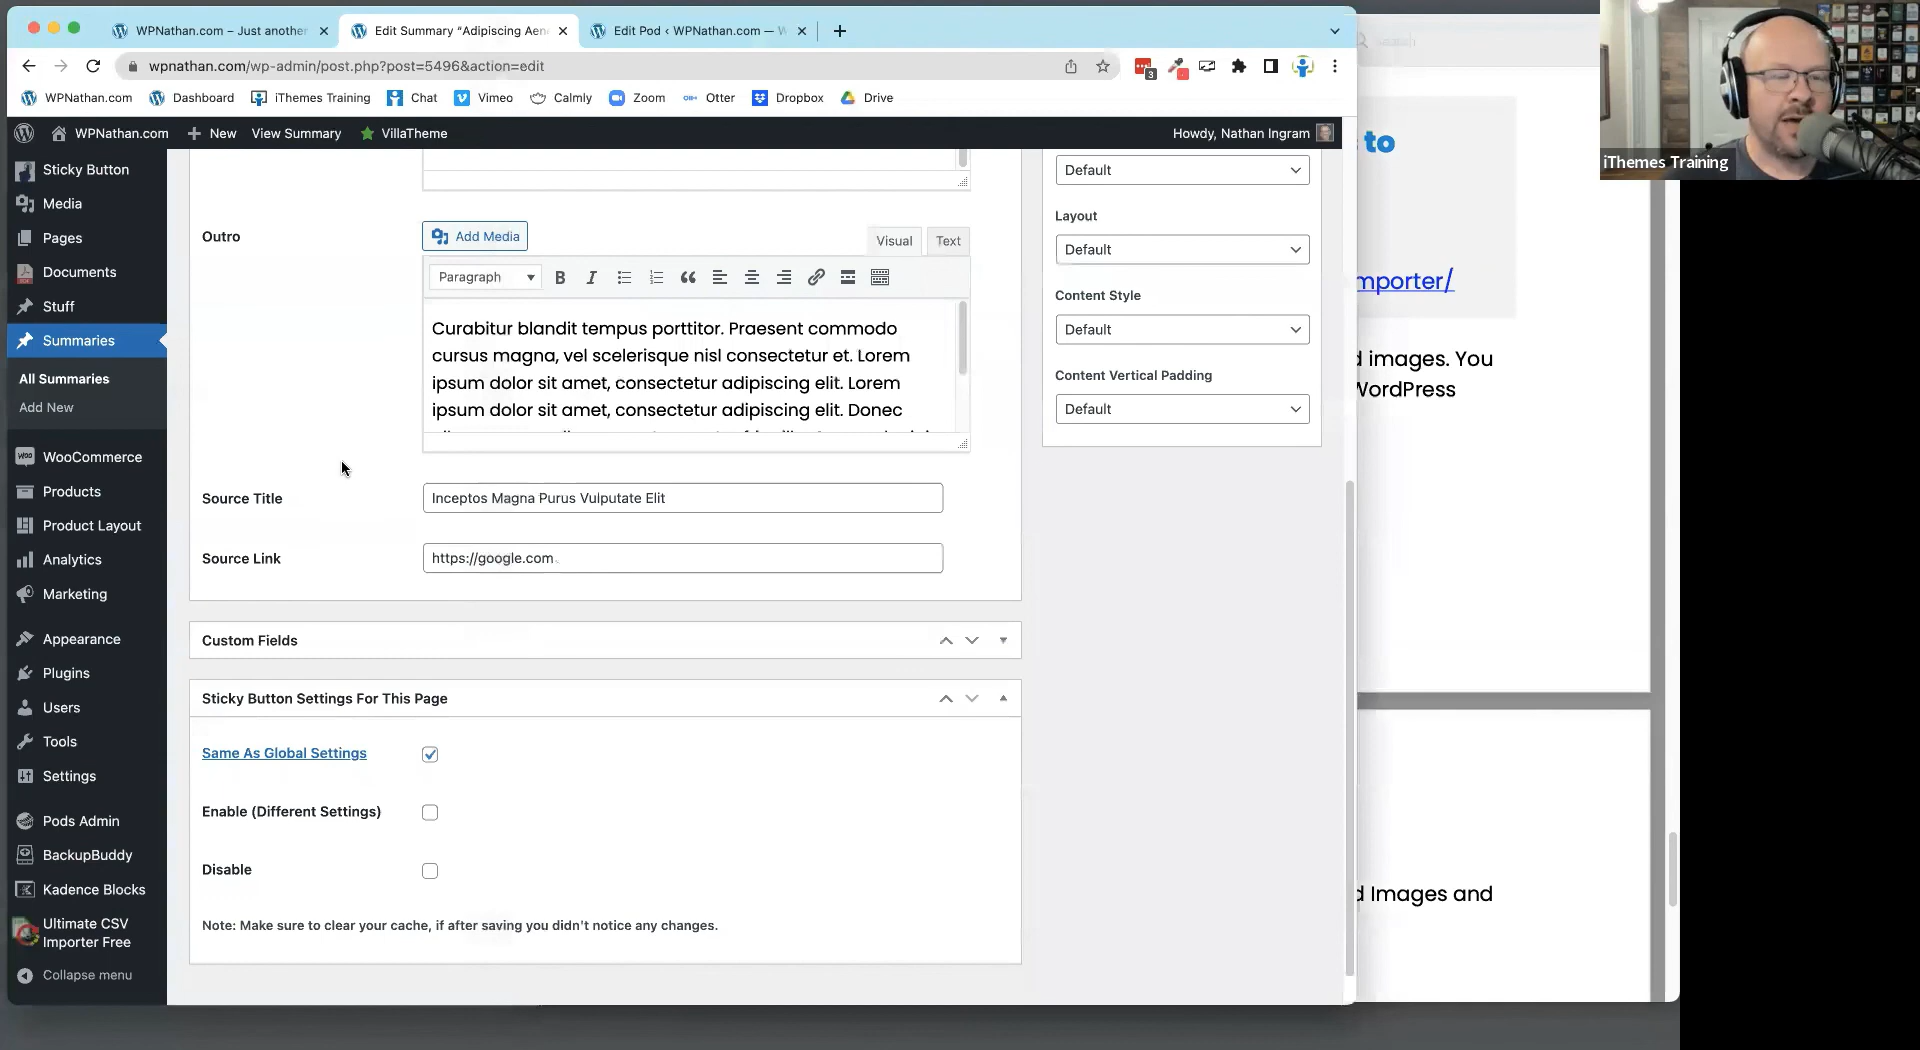 WPNathan.com – Just another
Edit Summary “Adipiscing Aen
Edit Pod ‹ WPNathan.com — W
wpnathan.com/wp-admin/post.php?post=5496&action=edit
3
WPNathan.com
Dashboard
iThemes Training
Chat
Vimeo
Calmly
Zoom
Otter
Dropbox
Drive
WPNathan.com
New
View Summary
VillaTheme
Howdy, Nathan Ingram
Sticky Button
Media
Pages
Documents
Stuff
Summaries
All Summaries
Add New
WooCommerce
Products
Product Layout
Analytics
Marketing
Appearance
Plugins
Users
Tools
Settings
Pods Admin
BackupBuddy
Kadence Blocks
Ultimate CSV
Importer Free
Collapse menu
Outro
Add Media
Visual
Text
Paragraph
Curabitur blandit tempus porttitor. Praesent commodo
cursus magna, vel scelerisque nisl consectetur et. Lorem
ipsum dolor sit amet, consectetur adipiscing elit. Lorem
ipsum dolor sit amet, consectetur adipiscing elit. Donec
Source Title
Inceptos Magna Purus Vulputate Elit
Source Link
https://google.com
Custom Fields
Sticky Button Settings For This Page
Same As Global Settings
Enable (Different Settings)
Disable
Note: Make sure to clear your cache, if after saving you didn't notice any changes.
Default
Layout
Default
Content Style
Default
Content Vertical Padding
Default
Search
to
mporter/
d images. You
WordPress
d Images and
iThemes Training